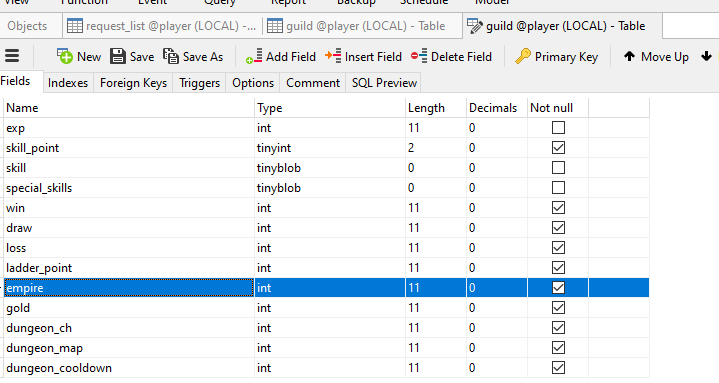 View Function Event Query Report Backup Schedule Model
Objects request_list @player (LOCAL) -... guild @player (LOCAL) - Table guild @player (LOCAL) - Table
New Save Save As Add Field Insert Field Delete Field Primary Key Move Up
Fields Indexes Foreign Keys Triggers Options Comment SQL Preview
Name Type Length Decimals Not null
exp int 11 0
skill_point tinyint 2 0
skill tinyblob 0 0
special_skills tinyblob 0 0
win int 11 0
draw int 11 0
loss int 11 0
ladder_point int 11 0
empire int 11 0
gold int 11 0
dungeon_ch int 11 0
dungeon_map int 11 0
dungeon_cooldown int 11 0